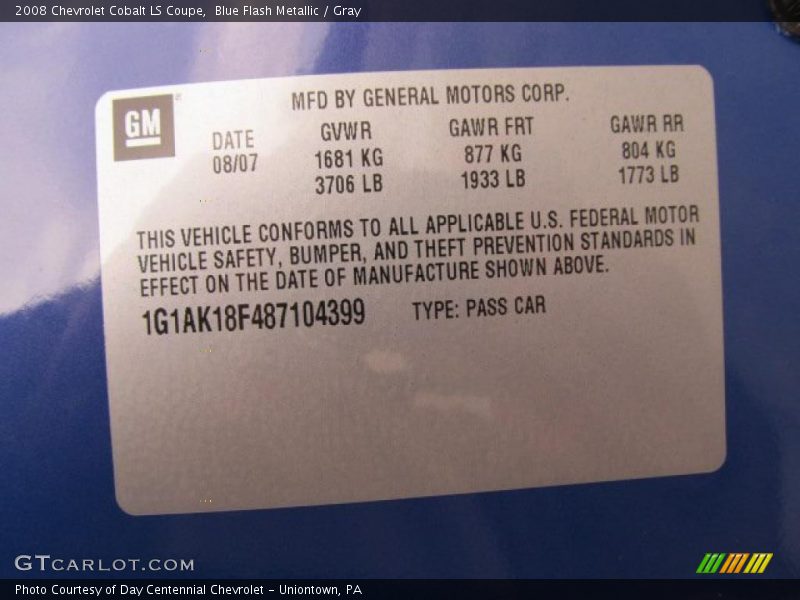 2008 Chevrolet Cobalt LS Coupe,  Blue Flash Metallic / Gray
GM
MFD BY GENERAL MOTORS CORP.
DATE GVWR GAWR FRT GAWR RR
08/07 1681 KG 877 KG 804 KG
3706 LB 1933 LB 1773 LB
THIS VEHICLE CONFORMS TO ALL APPLICABLE U.S. FEDERAL MOTOR
VEHICLE SAFETY, BUMPER, AND THEFT PREVENTION STANDARDS IN
EFFECT ON THE DATE OF MANUFACTURE SHOWN ABOVE.
1G1AK18F487104399 TYPE: PASS CAR
GTCARLOT.COM
Photo Courtesy of Day Centennial Chevrolet - Uniontown, PA